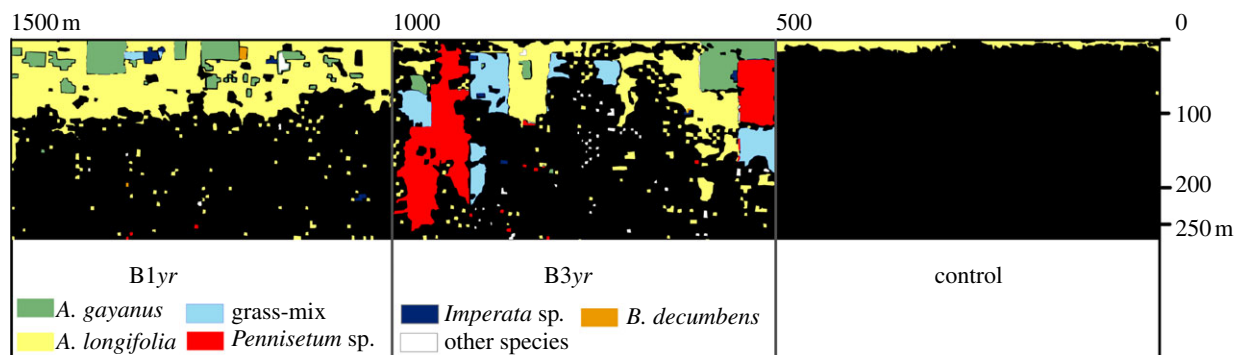 1500 m 1000 500 0
100
200
250 m
B1yr B3yr control
A. gayanus grass-mix Imperata sp. B. decumbens
A. longifolia Pennisetum sp. other species